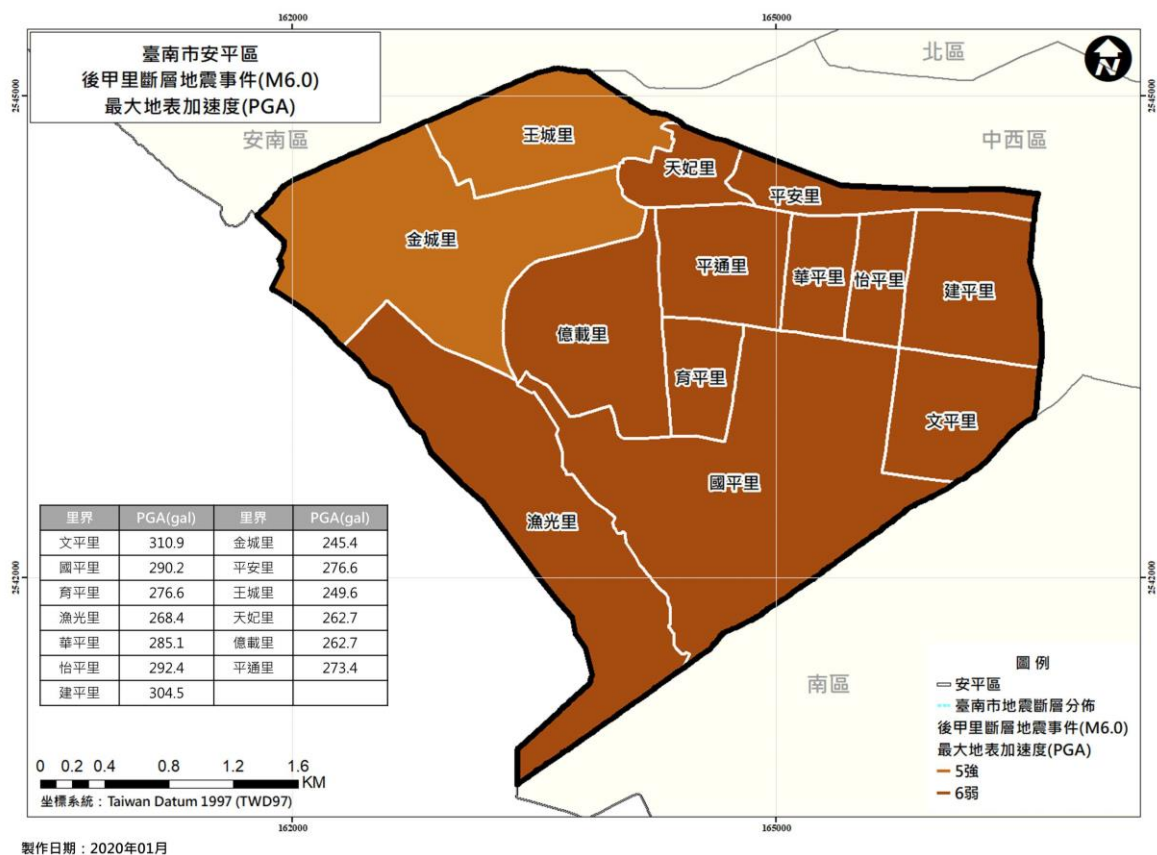 臺南市安平區
後甲里斷層地震事件(M6.0)
最大地表加速度(PGA)
162000
165000
2545000
2545000
北區
安南區
中西區
王城里
天妃里
平安里
金城里
平通里
華平里
怡平里
建平里
億載里
育平里
文平里
國平里
漁光里
南區
2542000
2542000
里界 PGA(gal) 里界 PGA(gal)
文平里 310.9 金城里 245.4
國平里 290.2 平安里 276.6
育平里 276.6 王城里 249.6
漁光里 268.4 天妃里 262.7
華平里 285.1 億載里 262.7
怡平里 292.4 平通里 273.4
建平里 304.5
圖例
安平區
臺南市地震斷層分佈
後甲里斷層地震事件(M6.0)
最大地表加速度(PGA)
5強
6弱
0 0.2 0.4 0.8 1.2 1.6
KM
坐標系統：Taiwan Datum 1997 (TWD97)
162000
165000
製作日期：2020年01月
N